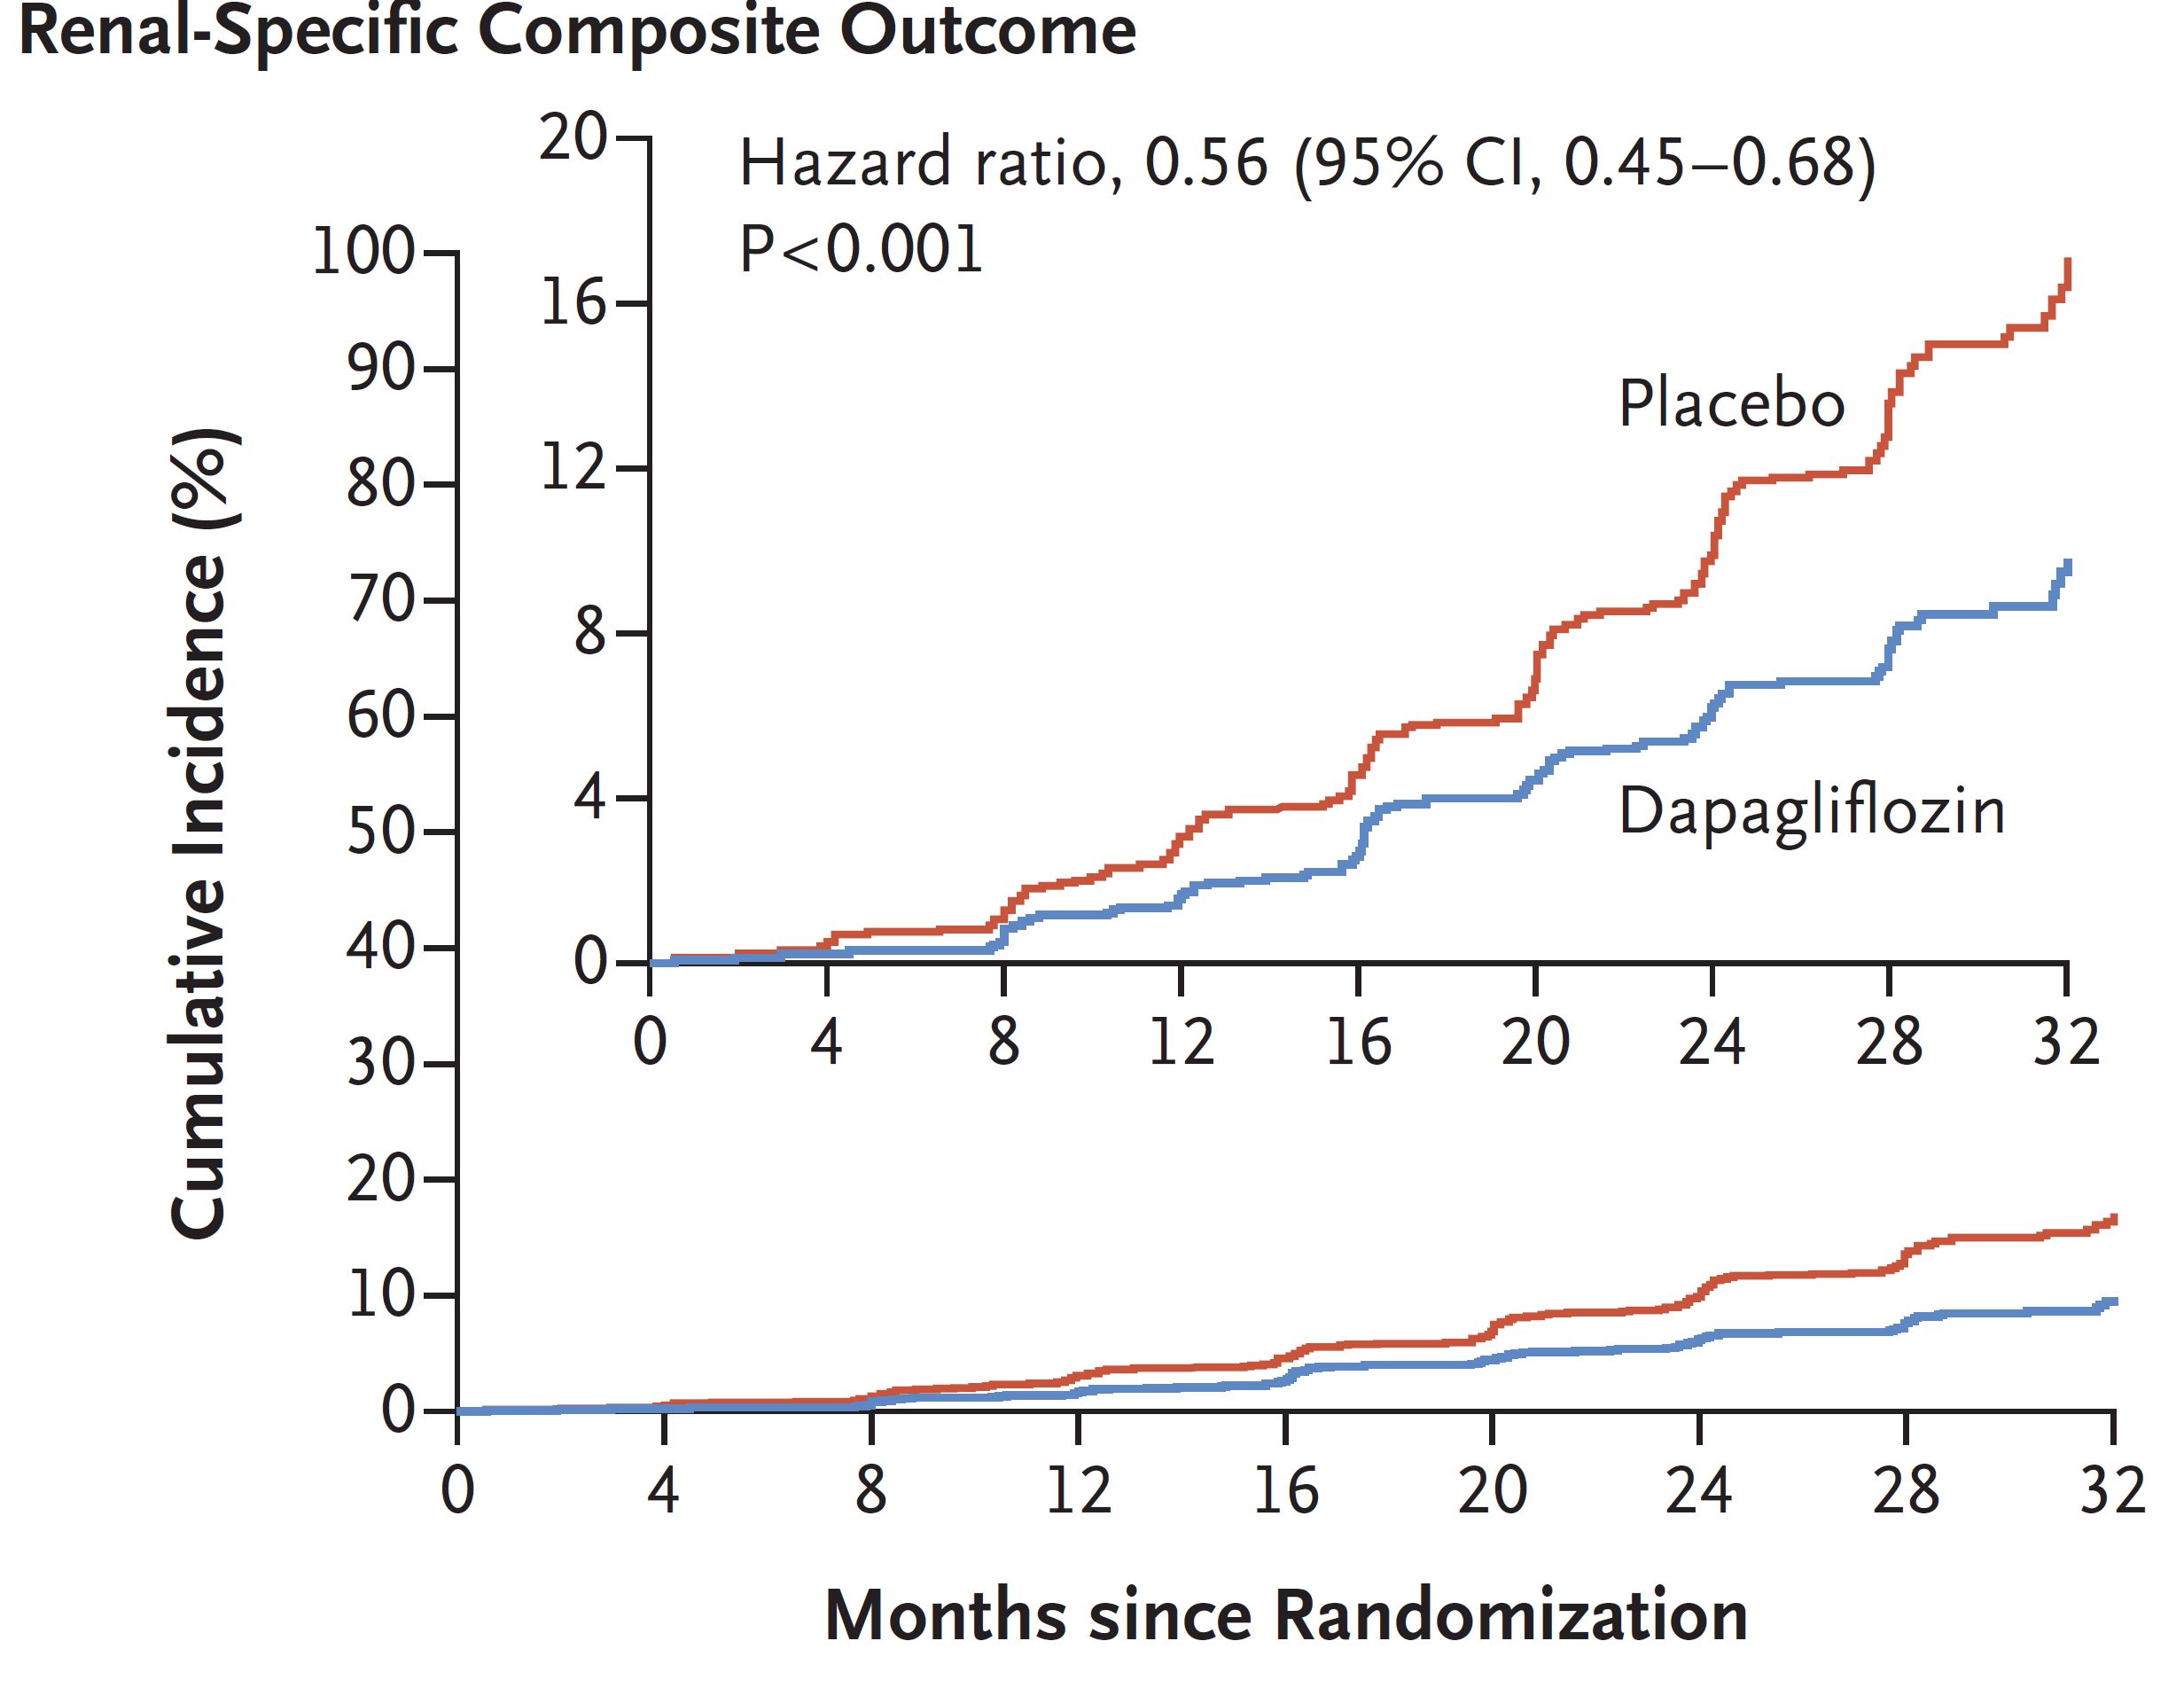 Renal-Specific Composite Outcome
Hazard ratio, 0.56 (95% CI, 0.45–0.68)
P<0.001
20
16
12
8
4
0
Placebo
Dapagliflozin
0 4 8 12 16 20 24 28 32
Cumulative Incidence (%)
100
90
80
70
60
50
40
30
20
10
0
0 4 8 12 16 20 24 28 32
Months since Randomization